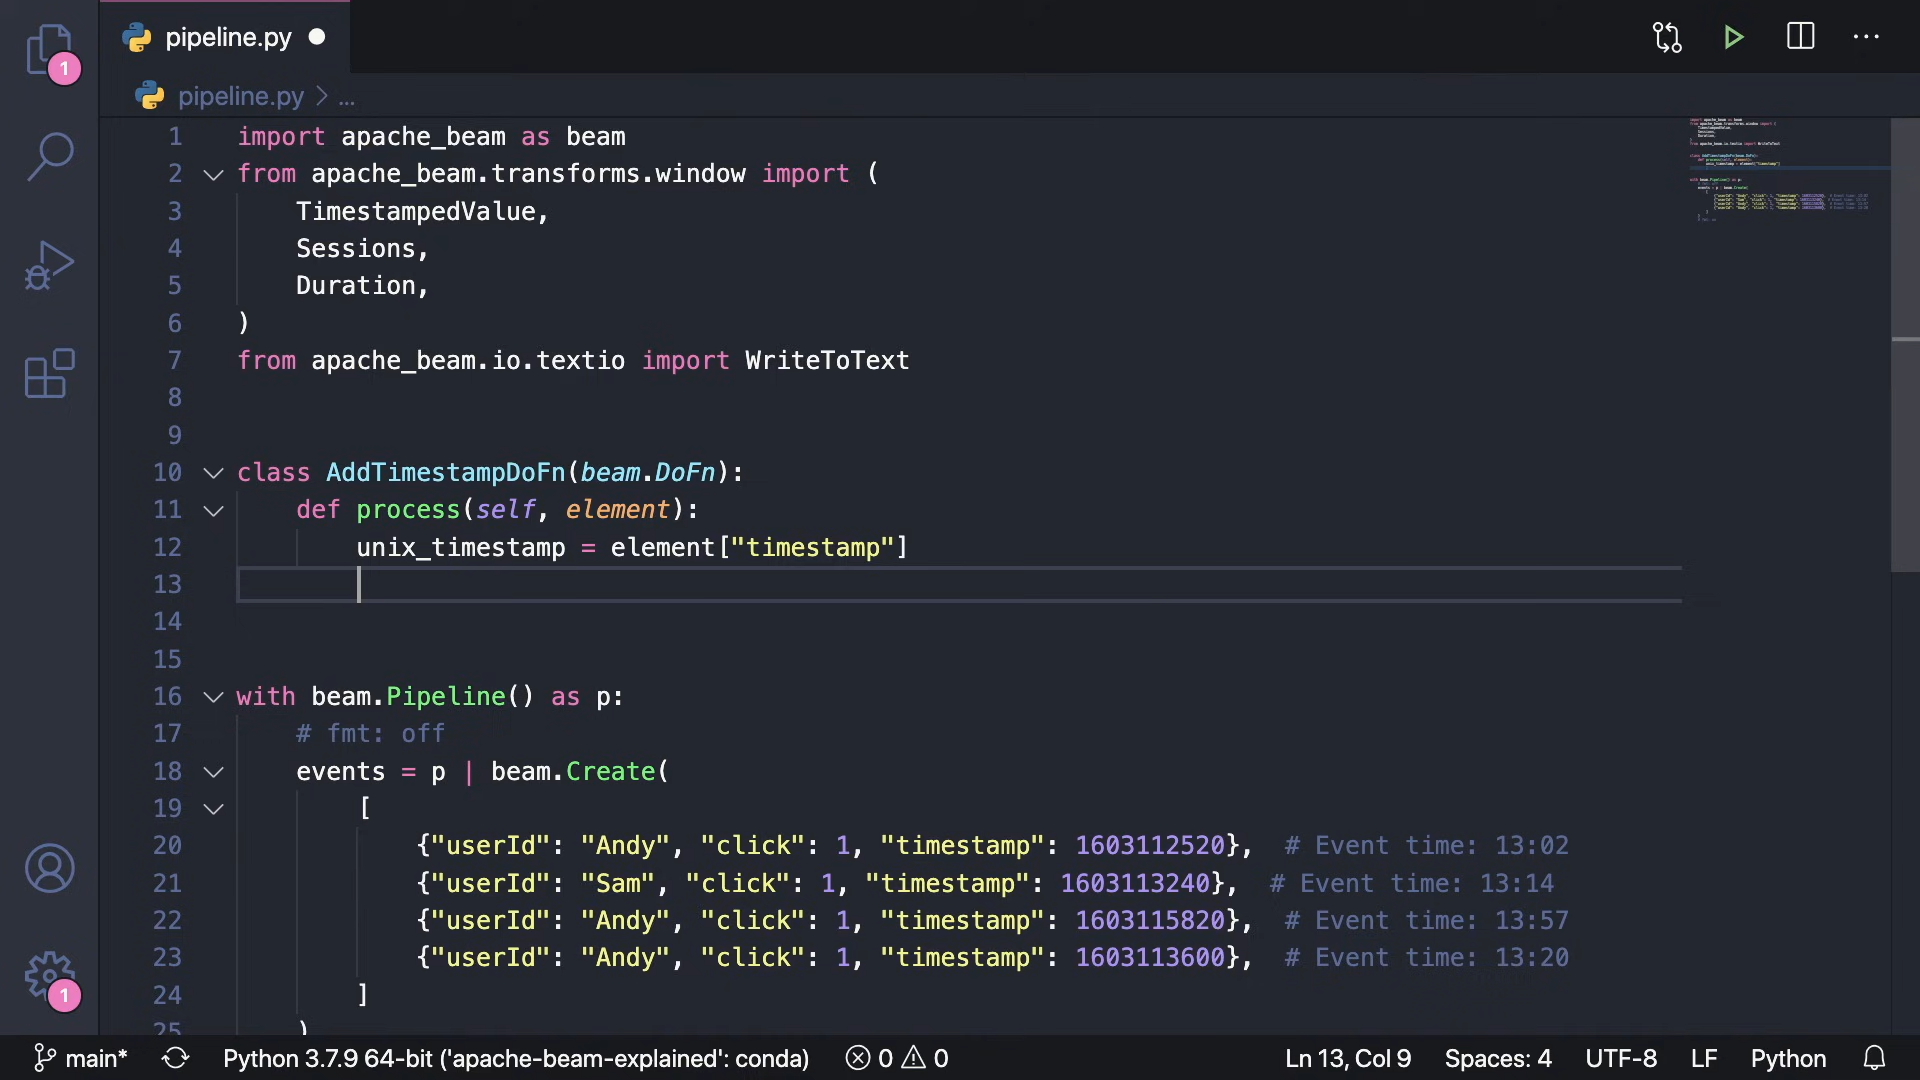 pipeline.py
1
pipeline.py > ...
1 import apache_beam as beam
2 from apache_beam.transforms.window import (
3 TimestampedValue,
4 Sessions,
5 Duration,
6 )
7 from apache_beam.io.textio import WriteToText
8
9
10 class AddTimestampDoFn(beam.DoFn):
11 def process(self, element):
12 unix_timestamp = element["timestamp"]
13
14
15
16 with beam.Pipeline() as p:
17 # fmt: off
18 events = p | beam.Create(
19 [
20 {"userId": "Andy", "click": 1, "timestamp": 1603112520}, # Event time: 13:02
21 {"userId": "Sam", "click": 1, "timestamp": 1603113240}, # Event time: 13:14
22 {"userId": "Andy", "click": 1, "timestamp": 1603115820}, # Event time: 13:57
23 {"userId": "Andy", "click": 1, "timestamp": 1603113600}, # Event time: 13:20
24 ]
25 )
1
main* Python 3.7.9 64-bit ('apache-beam-explained': conda) 0 0 Ln 13, Col 9 Spaces: 4 UTF-8 LF Python